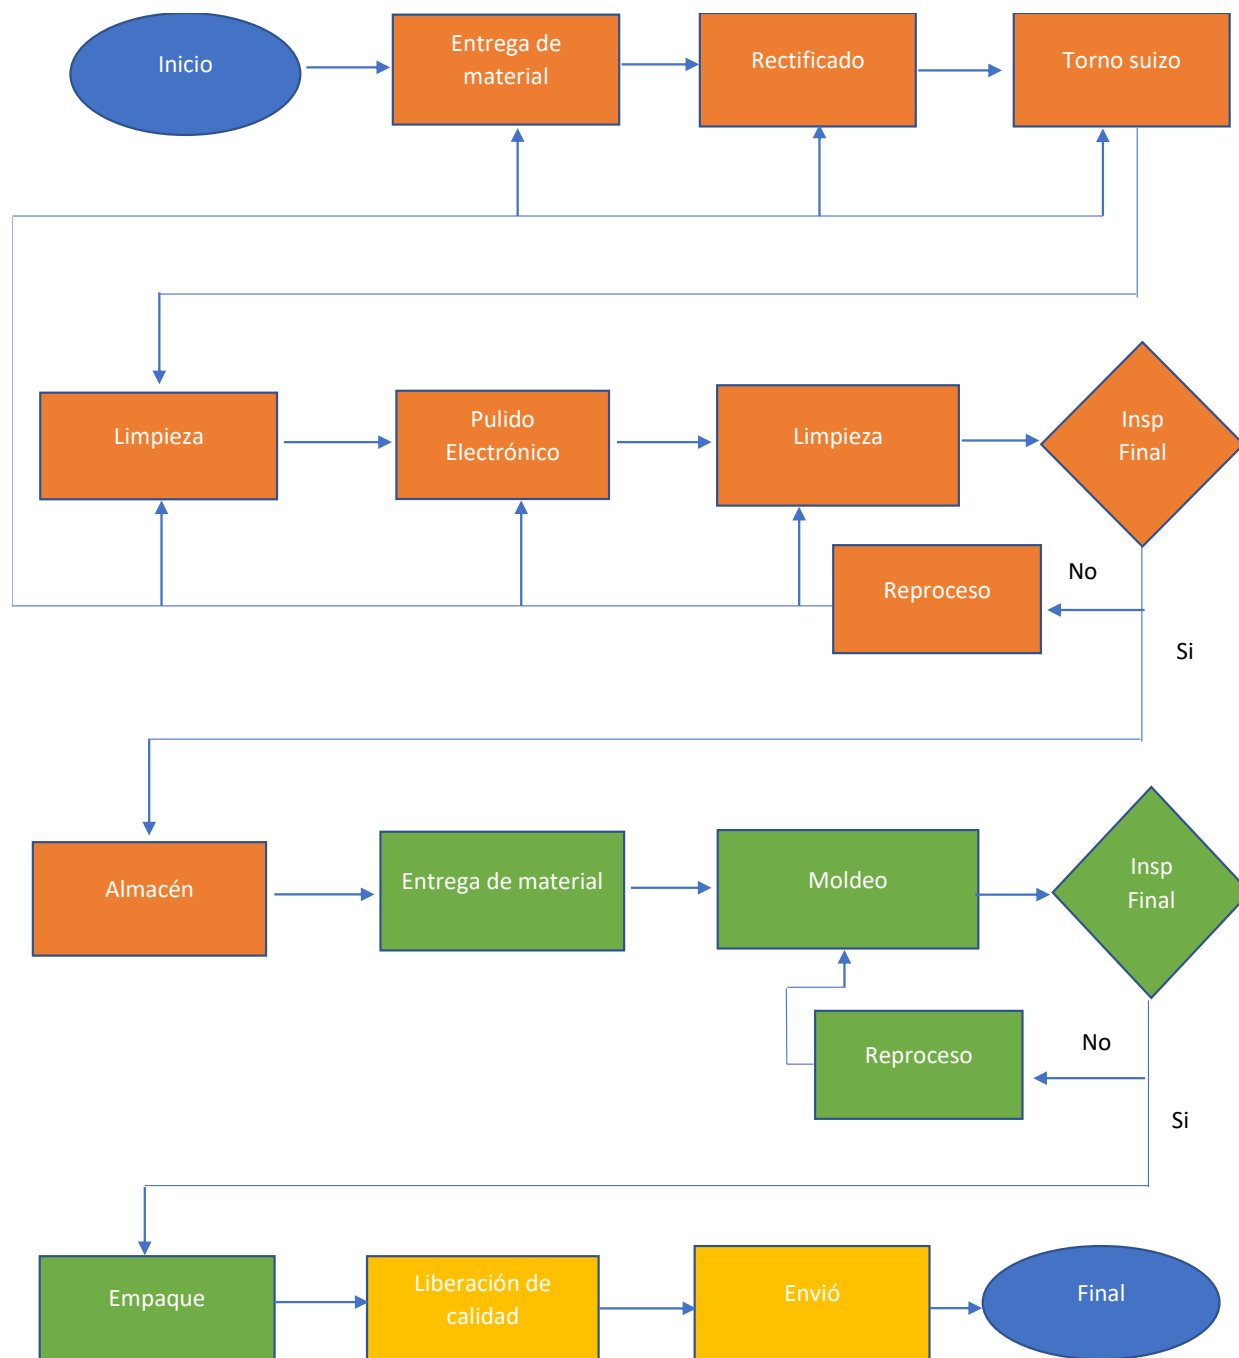 Inicio
Entrega de
material
Rectificado
Torno suizo
Limpieza
Pulido
Electrónico
Limpieza
Insp
Final
Reproceso
No
Si
Almacén
Entrega de material
Moldeo
Insp
Final
Reproceso
No
Si
Empaque
Liberación de
calidad
Envió
Final